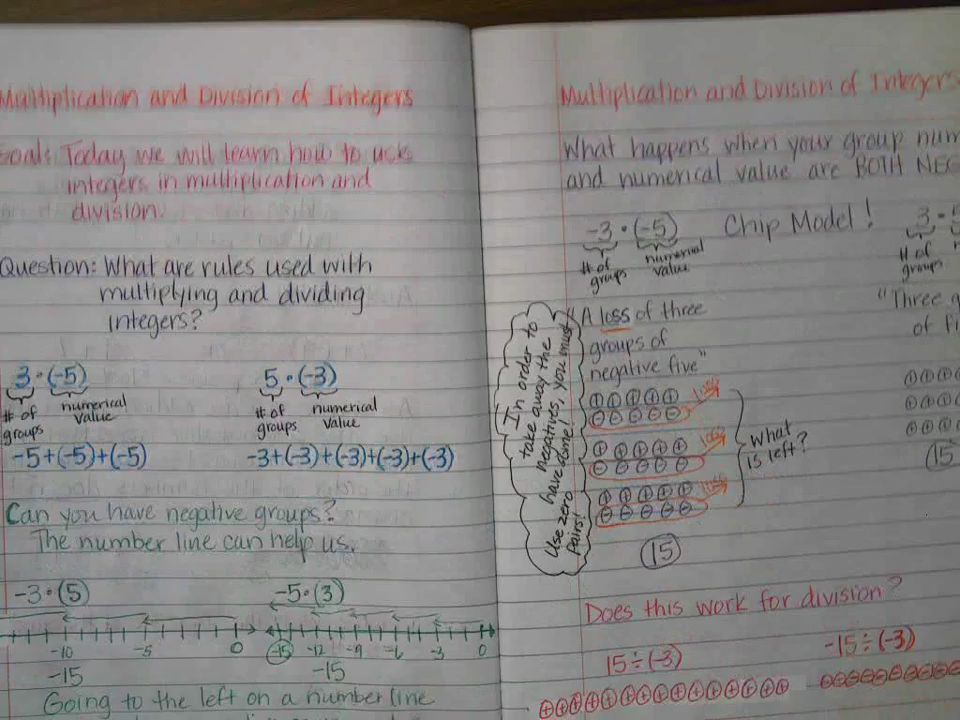 Multiplication and Division of Integers
Goal: Today we will learn how to use
integers in multiplication and
division.
Question: What are rules used with
multiplying and dividing
integers?
3 · (-5)
# of
groups
numerical
value
-5+(-5)+(-5)
5 · (-3)
# of
groups
numerical
value
-3+(-3)+(-3)+(-3)+(-3)
Can you have negative groups?
The number line can help us.
-3 · (5)
-10 -5 0
-15
-5 · (3)
-15 -12 -9 -6 -3 0
-15
Going to the left on a number line
Multiplication and Division of Integers
What happens when your group num
and numerical value are BOTH NEG
-3 · (-5) Chip Model!
# of
groups
numerical
value
"A loss of three
groups of
negative five"
In order to
take away the
negatives, you must
have some!
Use zero
pairs!
⊕⊕⊕⊕⊕
⊖⊖⊖⊖⊖
⊕⊕⊕⊕⊕
⊖⊖⊖⊖⊖
⊕⊕⊕⊕⊕
⊖⊖⊖⊖⊖
What
is left?
15
3 ·
# of
groups
"Three g
of fi
15
Does this work for division?
15÷(-3)
-15÷(-3)